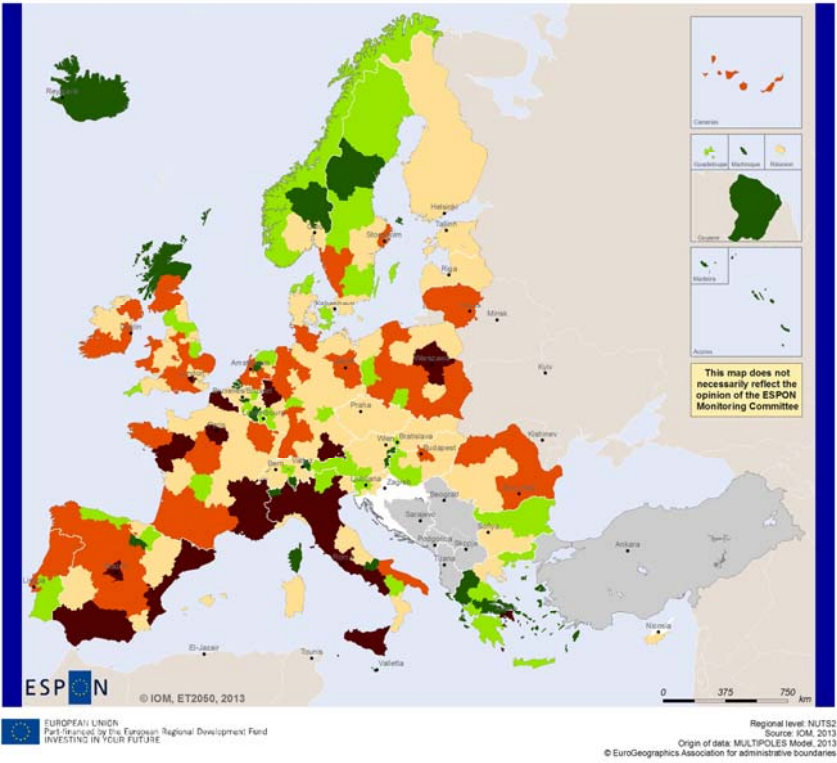 Reykjavik
Canarias
Guadeloupe Martinique Réunion
Guyane
Madeira
Açores
This map does not
necessarily reflect the
opinion of the ESPON
Monitoring Committee
Helsinki
Tallinn
Stockholm
Riga
Minsk
Warszawa
Kyiv
Praha
Kishinev
Wien Bratislava
Budapest
Bern Vaduz
Ljubljana Zagreb
Beograd
Sarajevo
Podgorica Skopje
Sofia
Tirana
Ankara
Nicosia
El-Jazair
Tounis
Valletta
ESPON
© IOM, ET2050, 2013
0 375 750
km
EUROPEAN UNION
Part-financed by the European Regional Development Fund
INVESTING IN YOUR FUTURE
Regional level: NUTS2
Source: IOM, 2013
Origin of data: MULTIPOLES Model, 2013
© EuroGeographics Association for administrative boundaries